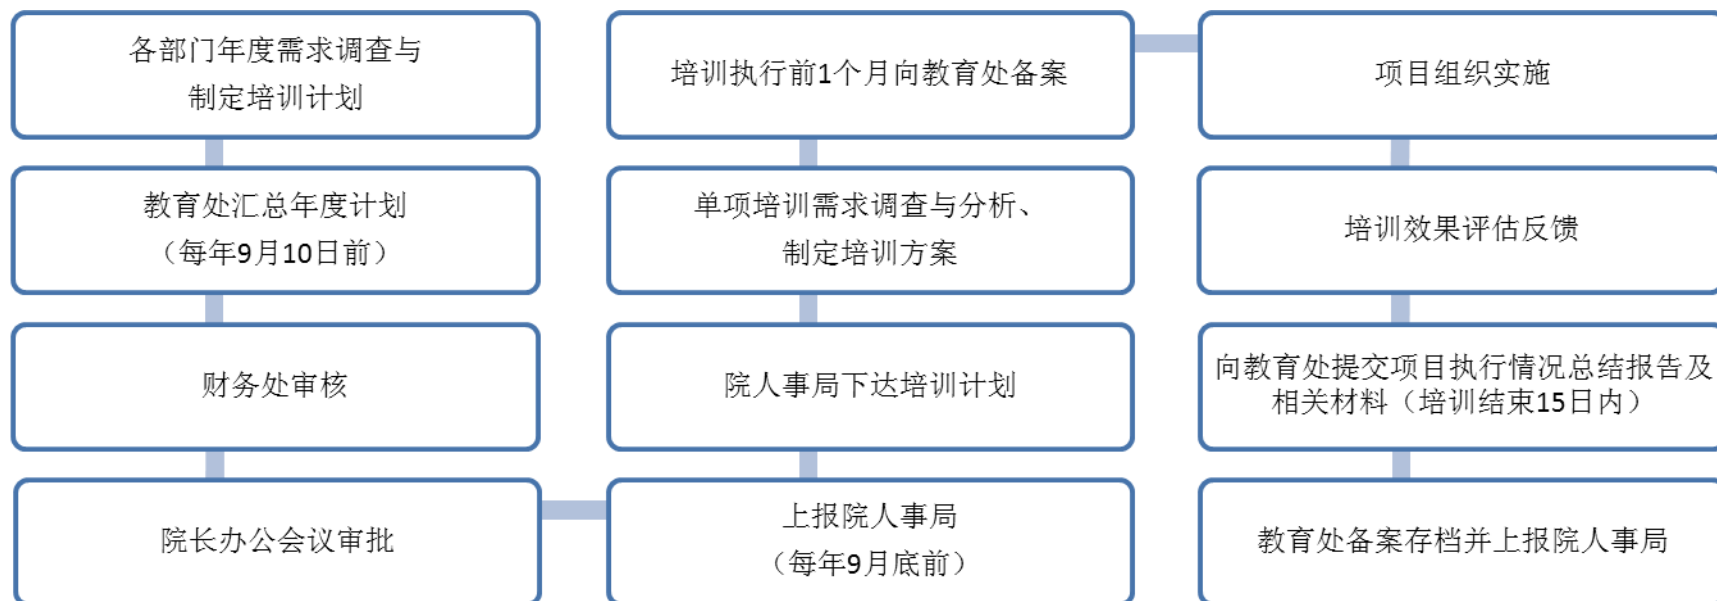 各部门年度需求调查与
制定培训计划
教育处汇总年度计划
（每年9月10日前）
财务处审核
院长办公会议审批
上报院人事局
（每年9月底前）
院人事局下达培训计划
单项培训需求调查与分析、
制定培训方案
培训执行前1个月向教育处备案
项目组织实施
培训效果评估反馈
向教育处提交项目执行情况总结报告及
相关材料（培训结束15日内）
教育处备案存档并上报院人事局